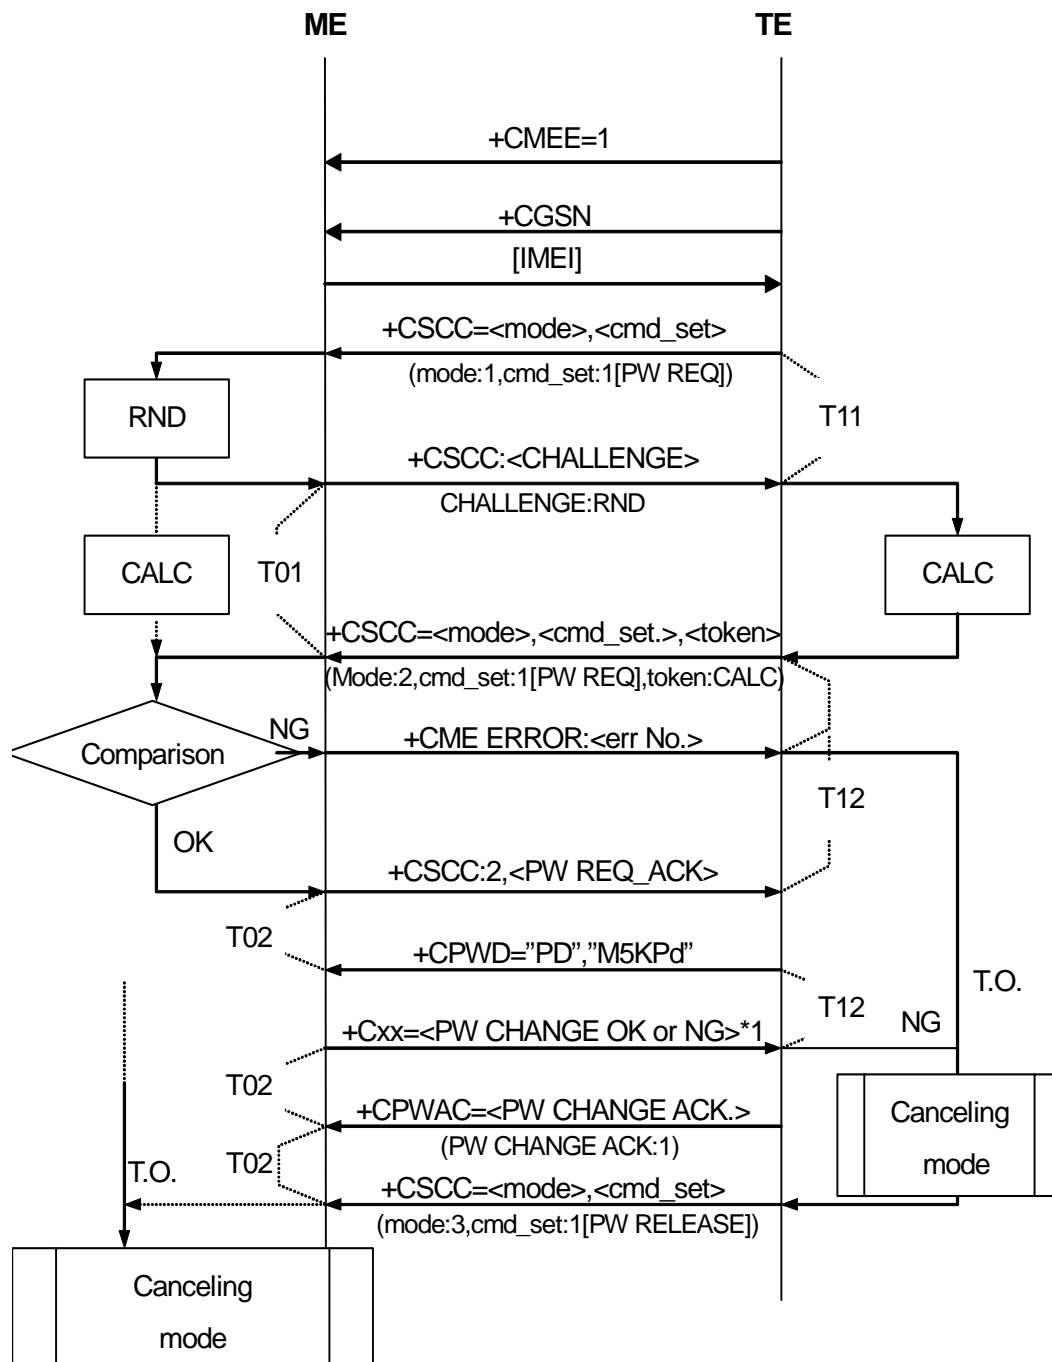 ME
TE
+CMEE=1
+CGSN
[IMEI]
+CSCC=<mode>,<cmd_set>
(mode:1,cmd_set:1[PW REQ])
RND
T11
+CSCC:<CHALLENGE>
CHALLENGE:RND
CALC
T01
CALC
+CSCC=<mode>,<cmd_set.>,<token>
(Mode:2,cmd_set:1[PW REQ],token:CALC)
NG
Comparison
+CME ERROR:<err No.>
T12
OK
+CSCC:2,<PW REQ_ACK>
T02
+CPWD=”PD”,”M5KPd”
T.O.
T12
NG
+Cxx=<PW CHANGE OK or NG>*1
T02
+CPWAC=<PW CHANGE ACK.>
(PW CHANGE ACK:1)
Canceling
mode
T02
T.O.
+CSCC=<mode>,<cmd_set>
(mode:3,cmd_set:1[PW RELEASE])
Canceling
mode